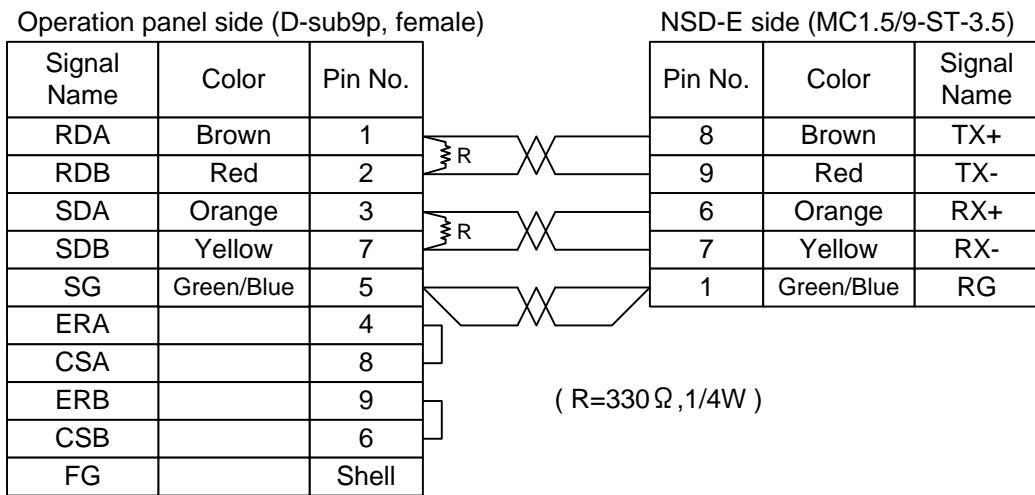 Operation panel side (D-sub9p, female) NSD-E side (MC1.5/9-ST-3.5)
Signal Name Color Pin No. Pin No. Color Signal Name
RDA Brown 1 8 Brown TX+
R
RDB Red 2 9 Red TX-
SDA Orange 3 6 Orange RX+
R
SDB Yellow 7 7 Yellow RX-
SG Green/Blue 5 1 Green/Blue RG
ERA 4
CSA 8
ERB 9 ( R=330Ω,1/4W )
CSB 6
FG Shell